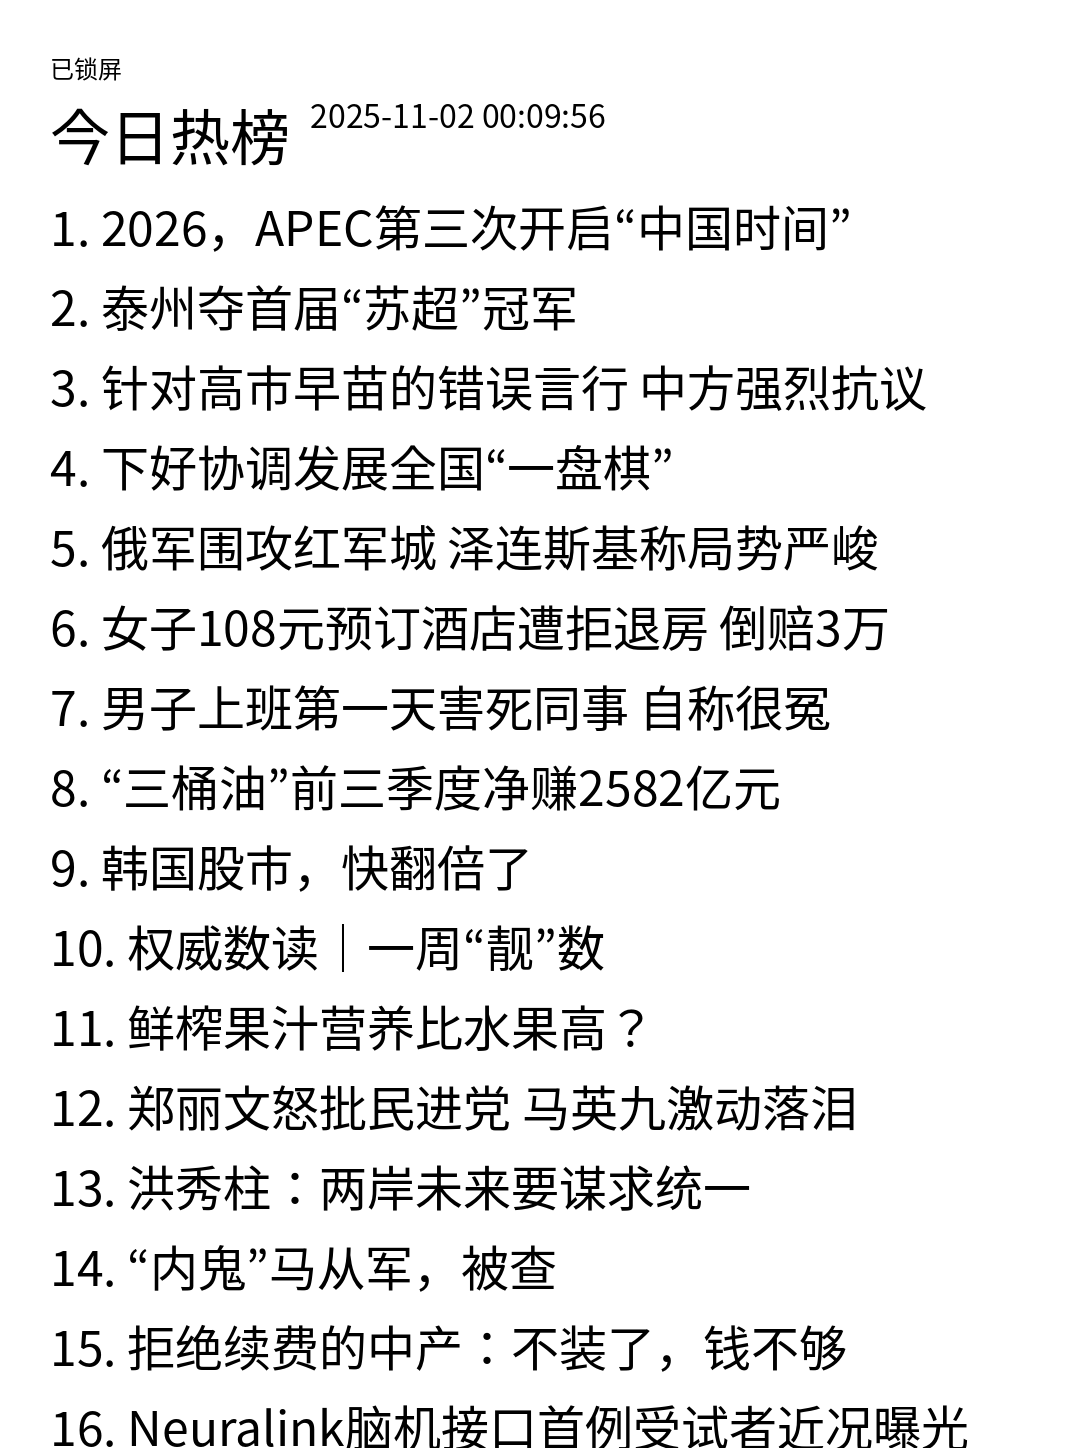 已锁屏
今日热榜 2025-11-02 00:09:56
1. 2026，APEC第三次开启“中国时间”
2. 泰州夺首届“苏超”冠军
3. 针对高市早苗的错误言行 中方强烈抗议
4. 下好协调发展全国“一盘棋”
5. 俄军围攻红军城 泽连斯基称局势严峻
6. 女子108元预订酒店遭拒退房 倒赔3万
7. 男子上班第一天害死同事 自称很冤
8. “三桶油”前三季度净赚2582亿元
9. 韩国股市，快翻倍了
10. 权威数读｜一周“靓”数
11. 鲜榨果汁营养比水果高？
12. 郑丽文怒批民进党 马英九激动落泪
13. 洪秀柱：两岸未来要谋求统一
14. “内鬼”马从军，被查
15. 拒绝续费的中产：不装了，钱不够
16. Neuralink脑机接口首例受试者近况曝光